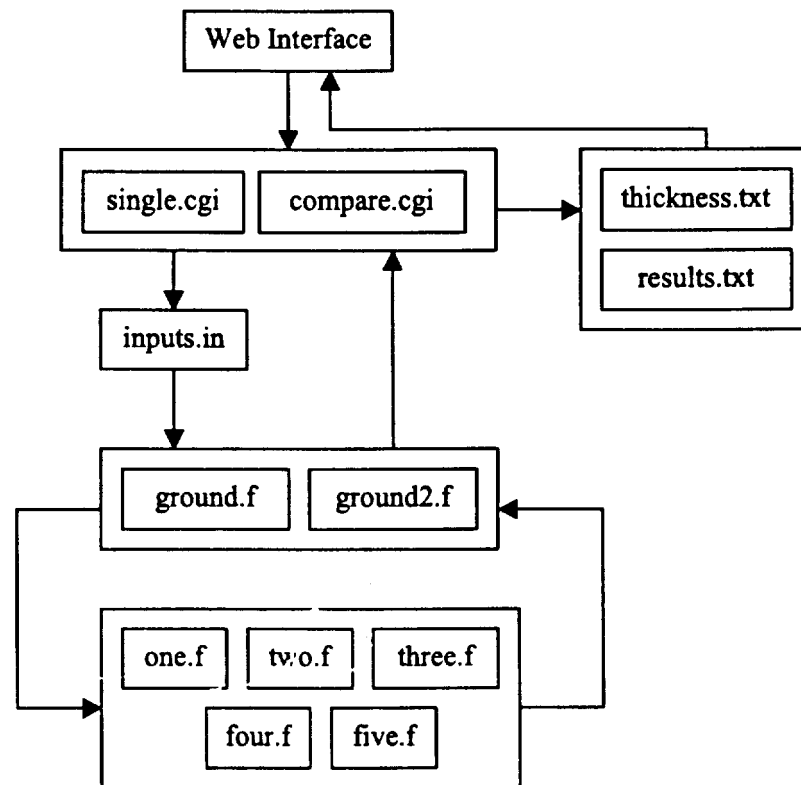 Web Interface
single.cgi
compare.cgi
thickness.txt
results.txt
inputs.in
ground.f
ground2.f
one.f
two.f
three.f
four.f
five.f